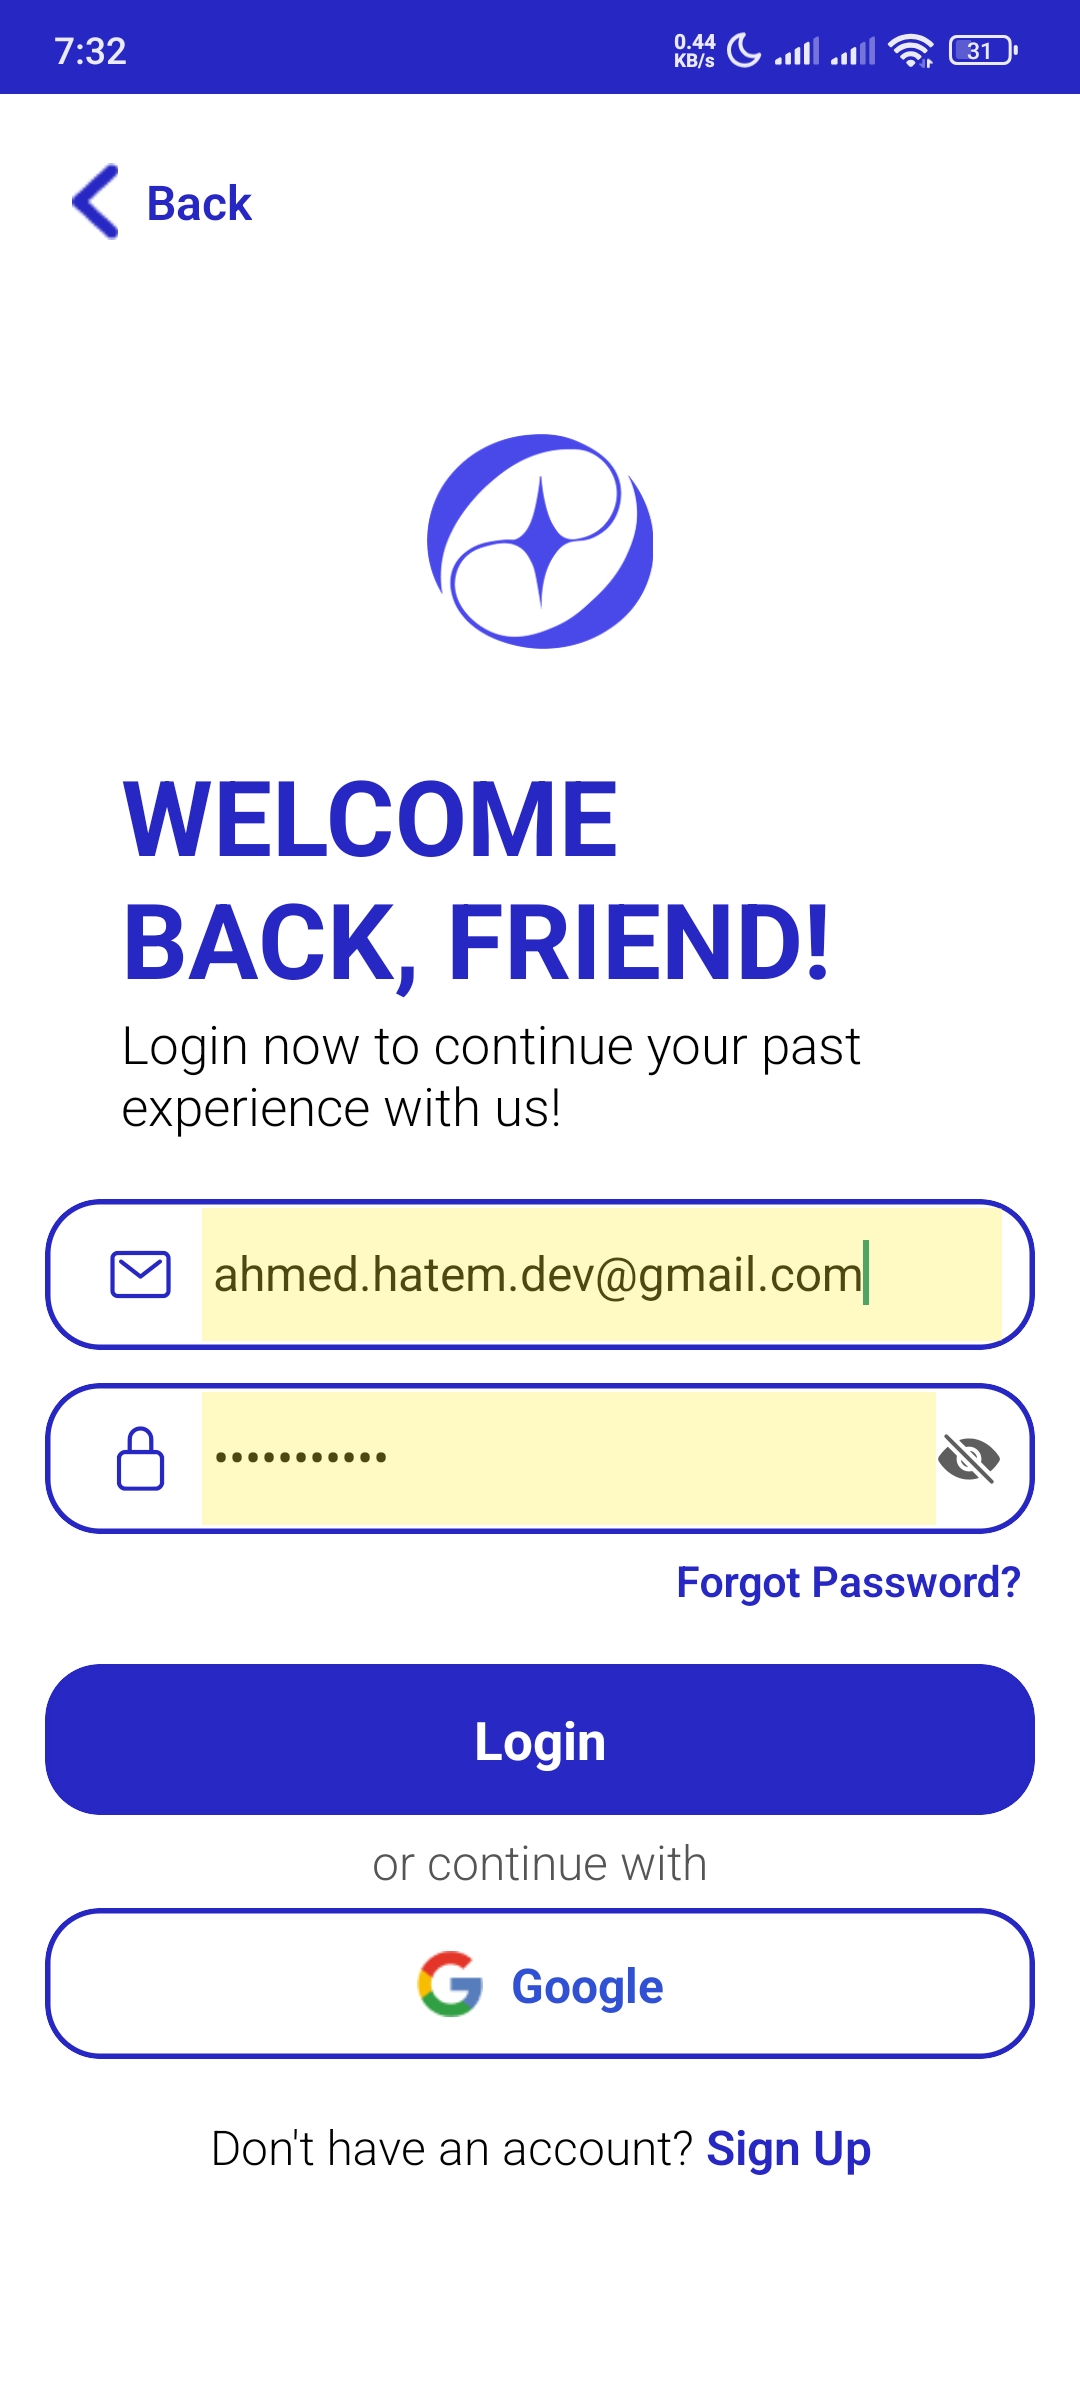 7:32
0.44
KB/s
31
Back
WELCOME
BACK, FRIEND!
Login now to continue your past
experience with us!
ahmed.hatem.dev@gmail.com
•••••••••••
Forgot Password?
Login
or continue with
Google
Don't have an account? Sign Up